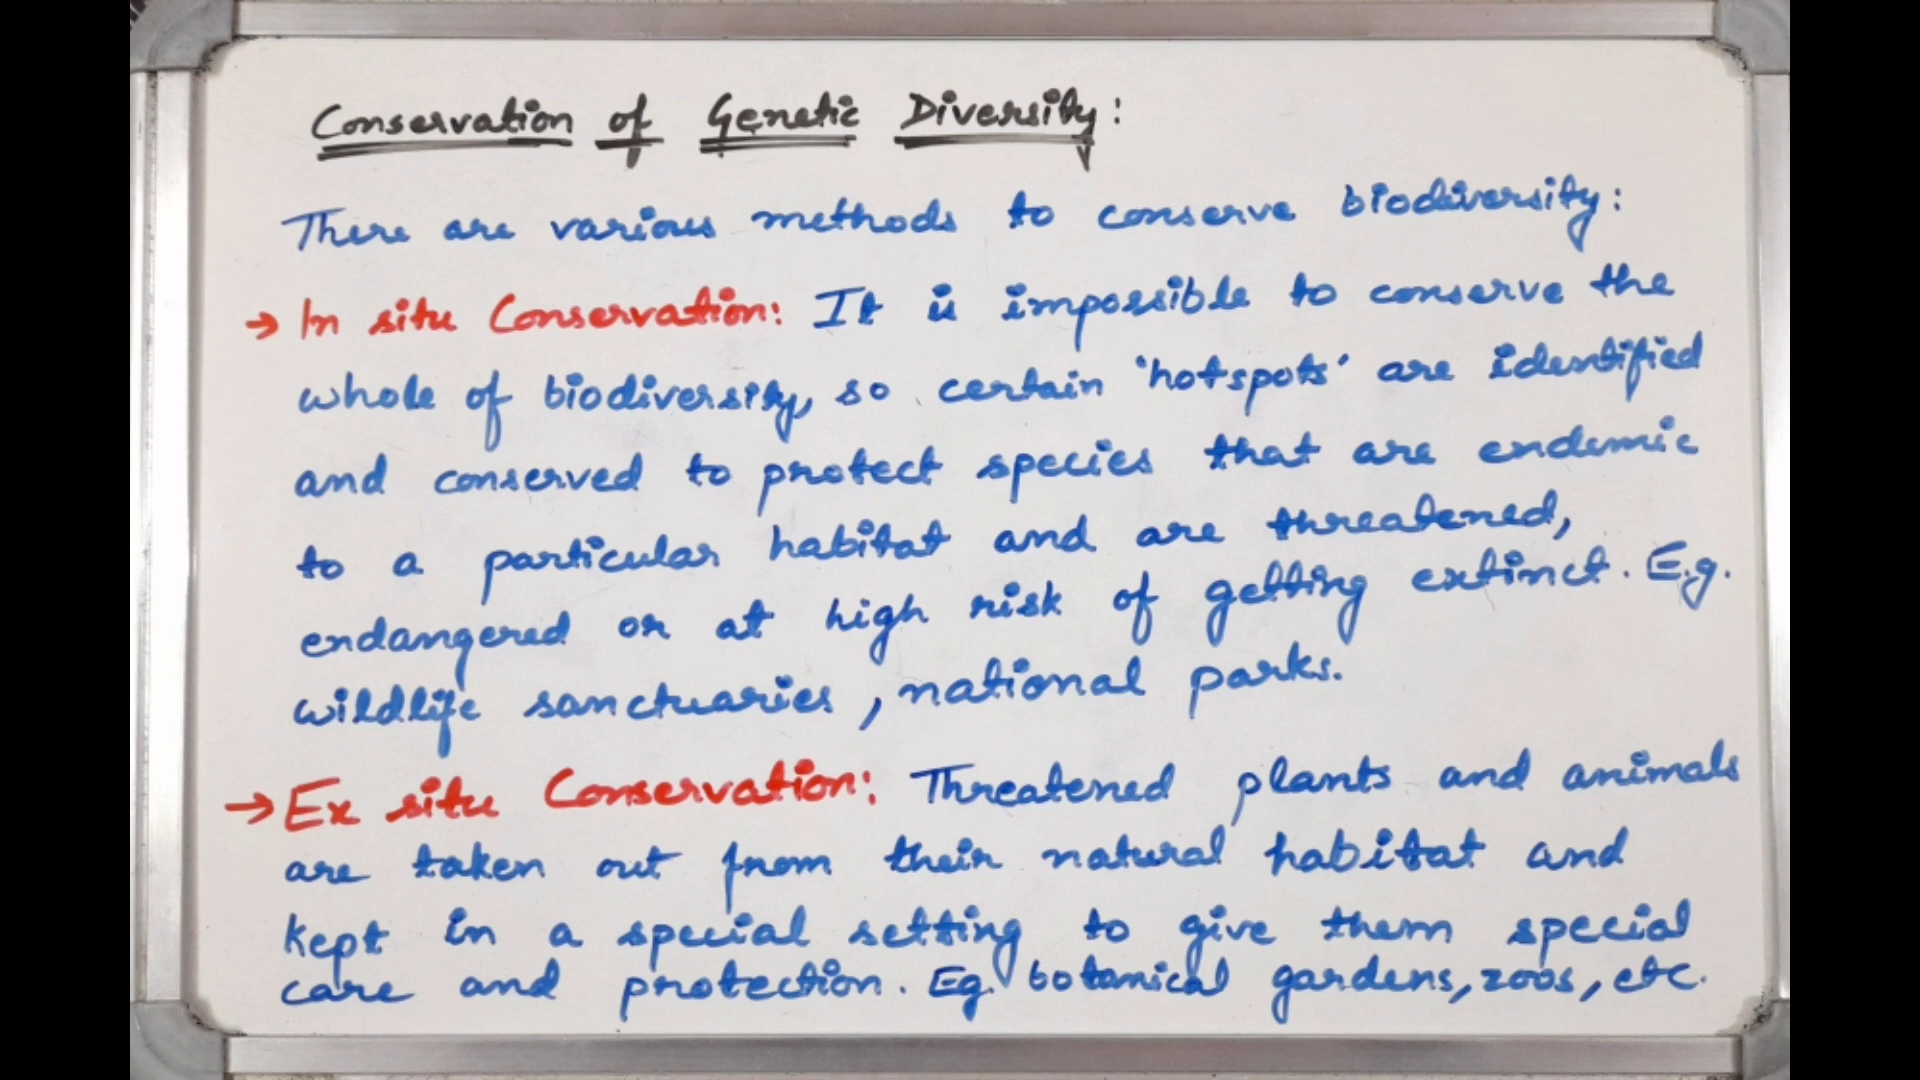 Conservation of Genetic Diversity:
There are various methods to conserve biodiversity:
→ In situ Conservation: It is impossible to conserve the
whole of biodiversity, so certain 'hotspots' are identified
and conserved to protect species that are endemic
to a particular habitat and are threatened,
endangered or at high risk of getting extinct. E.g.
wildlife sanctuaries, national parks.
→ Ex situ Conservation: Threatened plants and animals
are taken out from their natural habitat and
kept in a special setting to give them special
care and protection. Eg. botanical gardens, zoos, etc.